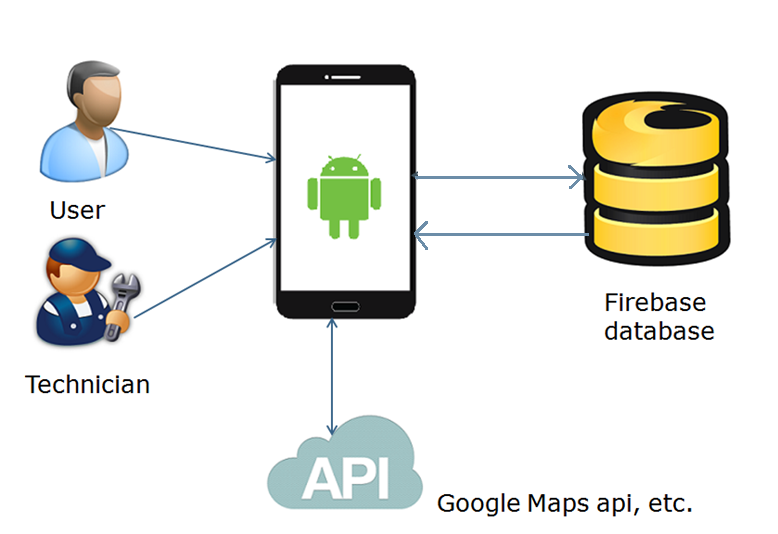 User
Technician
Firebase
database
API
Google Maps api, etc.